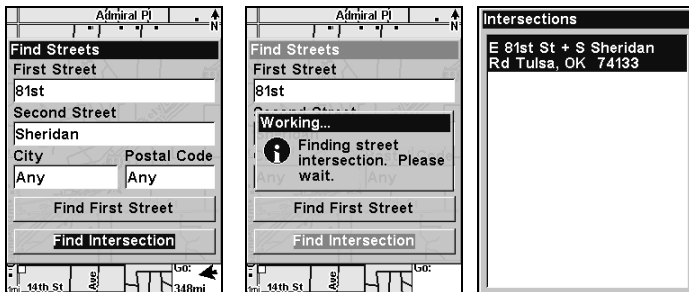 Admiral Pl
N
Find Streets
First Street
81st
Second Street
Sheridan
City Postal Code
Any Any
Find First Street
Find Intersection
14th St Ave Go:
348mi
Admiral Pl
N
Find Streets
First Street
81st
Working...
Finding street
intersection. Please
wait.
Any Any
Find First Street
Find Intersection
14th St Ave Go:
Intersections
E 81st St + S Sheridan
Rd Tulsa, OK 74133